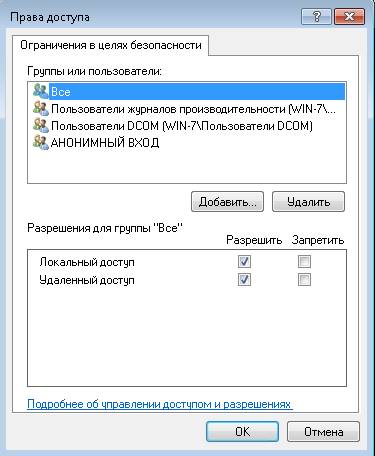 Права доступа
Ограничения в целях безопасности
Группы или пользователи:
Все
Пользователи журналов производительности (WIN-7\...
Пользователи DCOM (WIN-7\Пользователи DCOM)
АНОНИМНЫЙ ВХОД
Добавить... Удалить
Разрешения для группы "Все"
Разрешить Запретить
Локальный доступ
Удаленный доступ
Подробнее об управлении доступом и разрешениях
OK Отмена